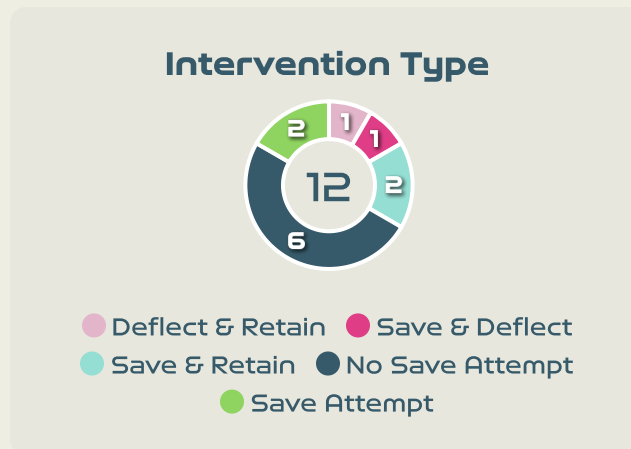 Intervention Type
2 1
1
12 2
6
Deflect & Retain Save & Deflect
Save & Retain No Save Attempt
Save Attempt